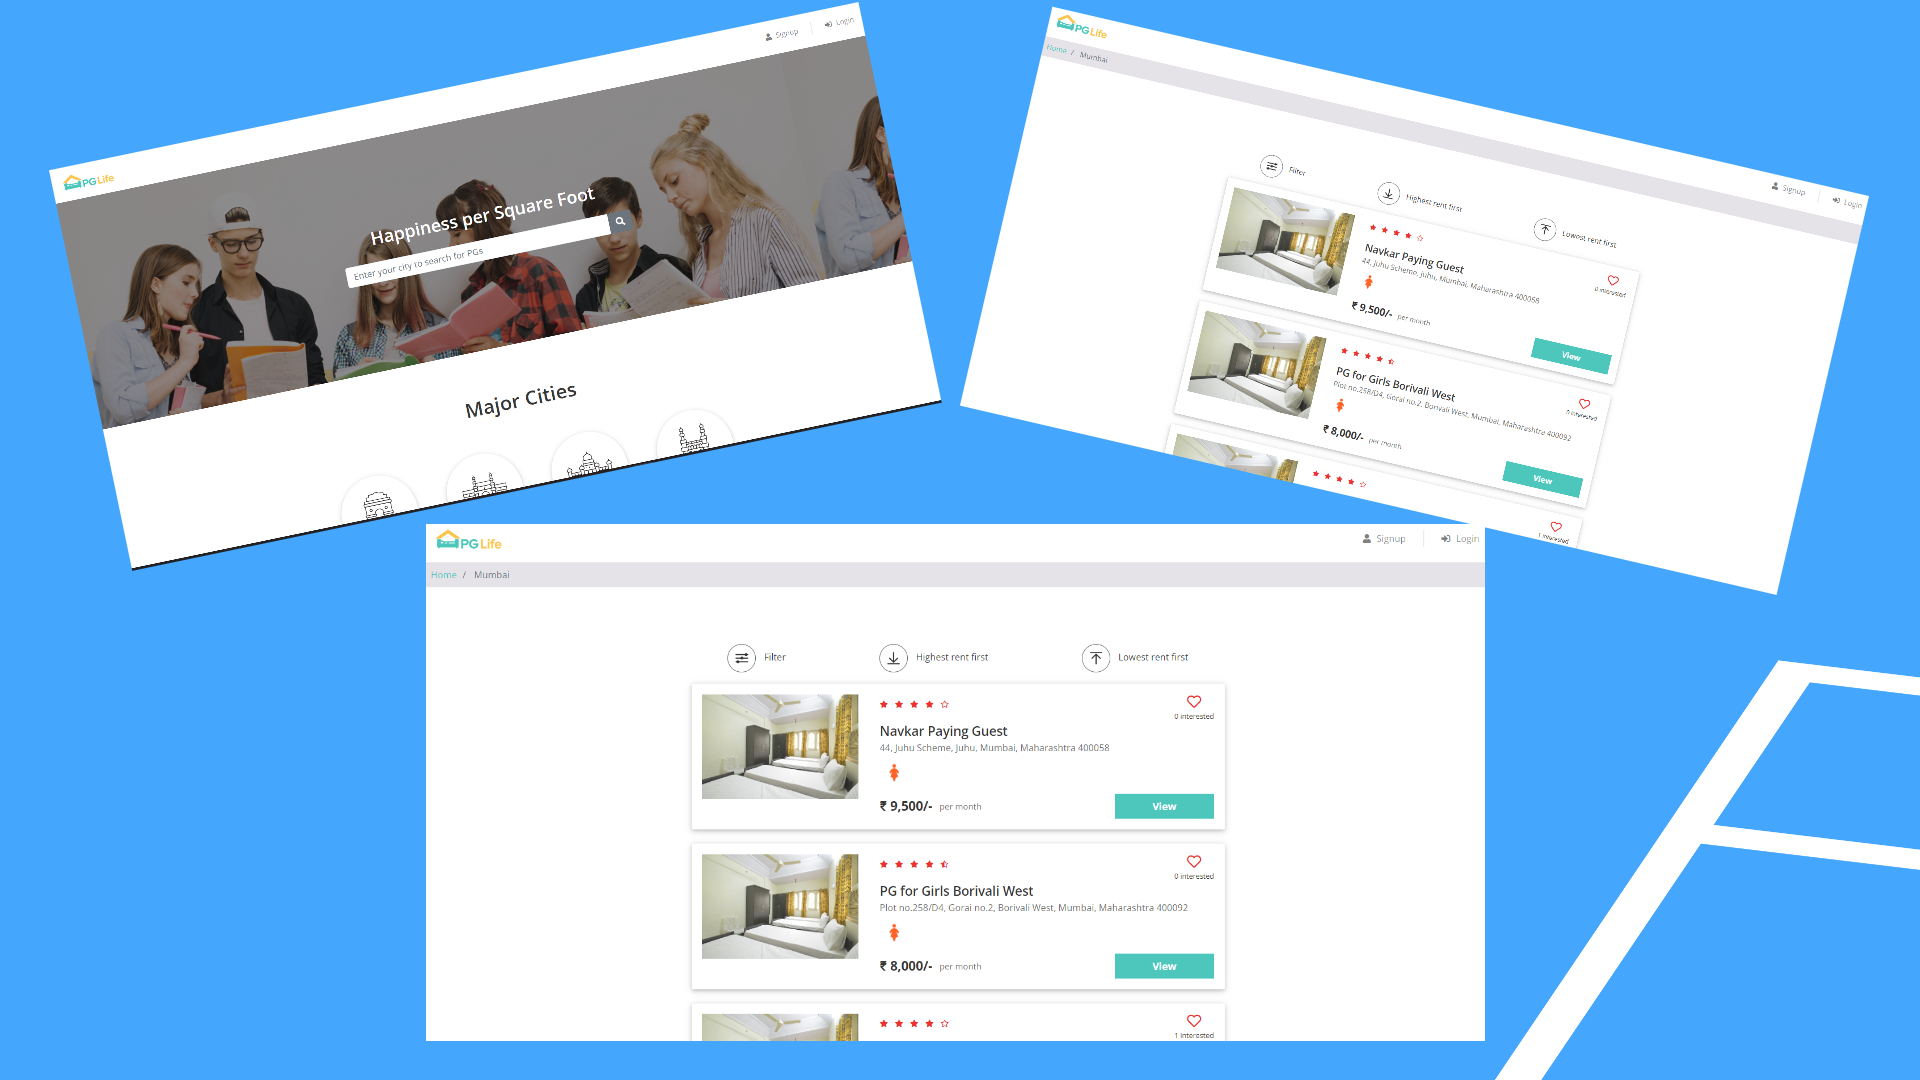 Signup
Login
PG Life
Happiness per Square Foot
Enter your city to search for PGs
Major Cities
PG Life
Home / Mumbai
Signup
Login
Filter
Highest rent first
Lowest rent first
Navkar Paying Guest
44, Juhu Scheme, Juhu, Mumbai, Maharashtra 400058
0 interested
₹ 9,500/- per month
View
PG for Girls Borivali West
Plot no.258/D4, Gorai no.2, Borivali West, Mumbai, Maharashtra 400092
0 interested
₹ 8,000/- per month
View
1 interested
PG Life
Signup
Login
Home / Mumbai
Filter
Highest rent first
Lowest rent first
0 interested
Navkar Paying Guest
44, Juhu Scheme, Juhu, Mumbai, Maharashtra 400058
₹ 9,500/- per month
View
0 interested
PG for Girls Borivali West
Plot no.258/D4, Gorai no.2, Borivali West, Mumbai, Maharashtra 400092
₹ 8,000/- per month
View
1 interested